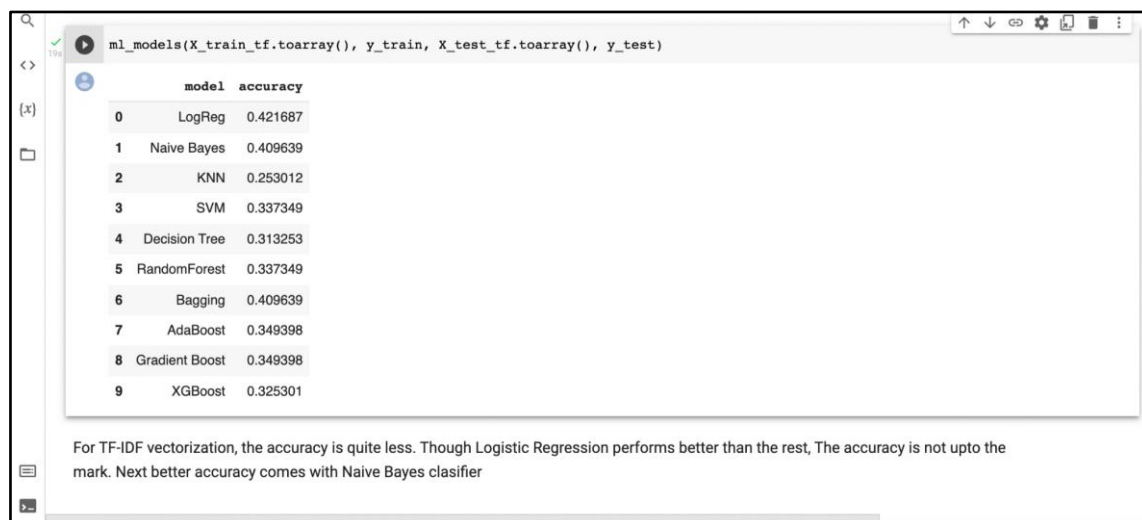 19s
ml_models(X_train_tf.toarray(), y_train, X_test_tf.toarray(), y_test)
model accuracy
0 LogReg 0.421687
1 Naive Bayes 0.409639
2 KNN 0.253012
3 SVM 0.337349
4 Decision Tree 0.313253
5 RandomForest 0.337349
6 Bagging 0.409639
7 AdaBoost 0.349398
8 Gradient Boost 0.349398
9 XGBoost 0.325301
{x}
For TF-IDF vectorization, the accuracy is quite less. Though Logistic Regression performs better than the rest, The accuracy is not upto the
mark. Next better accuracy comes with Naive Bayes clasifier